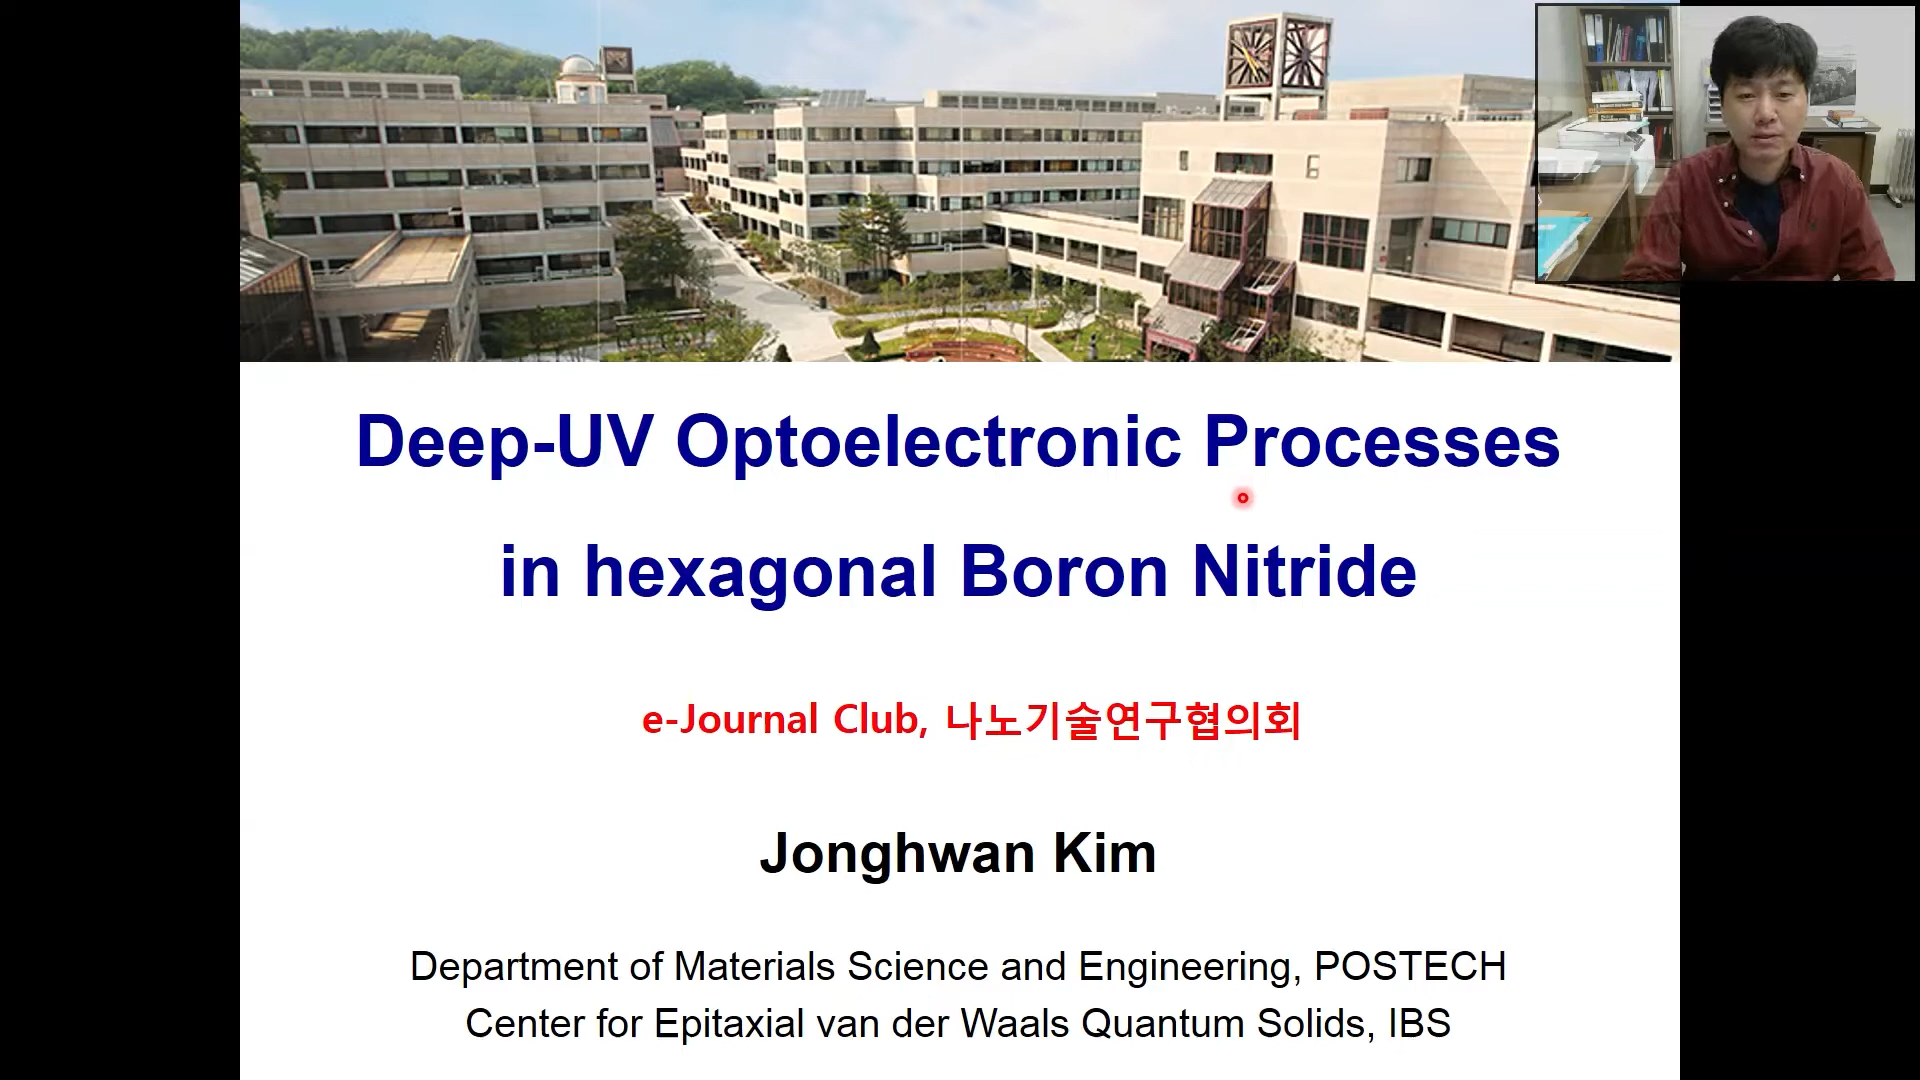 Deep-UV Optoelectronic Processes
in hexagonal Boron Nitride
e-Journal Club, 나노기술연구협의회
Jonghwan Kim
Department of Materials Science and Engineering, POSTECH
Center for Epitaxial van der Waals Quantum Solids, IBS